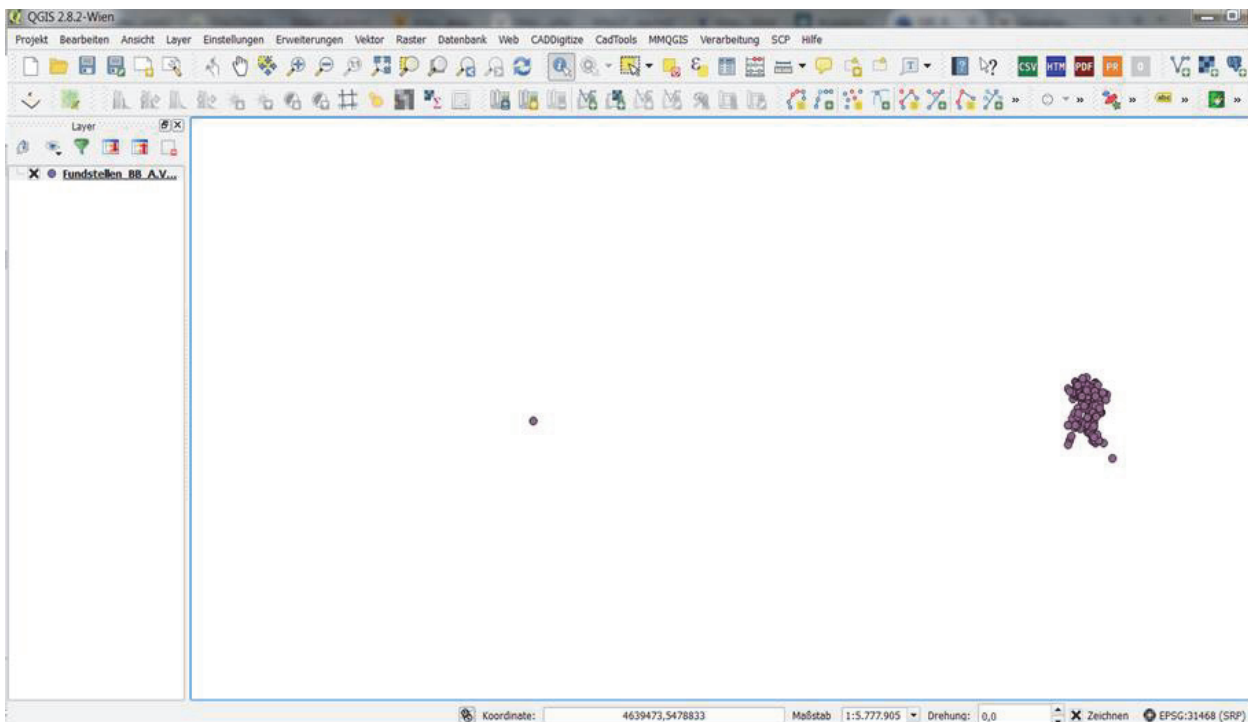 QGIS 2.8.2-Wien
Projekt Bearbeiten Ansicht Layer Einstellungen Erweiterungen Vektor Raster Datenbank Web CADDigitize CadTools MMQGIS Verarbeitung SCP Hilfe
CSV HTM PDF PR
abc
Layer
Fundstellen_BB_A.V...
Koordinate: 4639473,5478833 Maßstab 1:5.777.905 Drehung: 0,0 Zeichnen EPSG:31468 (SRP)